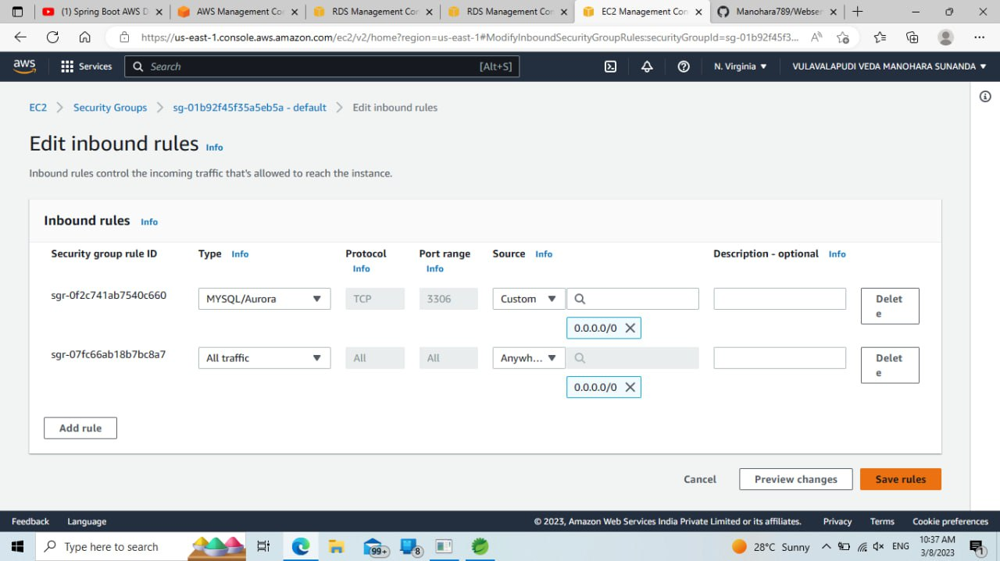 (1) Spring Boot AWS D
AWS Management Con
RDS Management Con
RDS Management Con
EC2 Management Con
Manohara789/Webser
https://us-east-1.console.aws.amazon.com/ec2/v2/home?region=us-east-1#ModifyInboundSecurityGroupRules:securityGroupId=sg-01b92f45f3...
aws
Services
Search
[Alt+S]
N. Virginia
VULAVALAPUDI VEDA MANOHARA SUNANDA
EC2
Security Groups
sg-01b92f45f35a5eb5a - default
Edit inbound rules
Edit inbound rules Info
Inbound rules control the incoming traffic that's allowed to reach the instance.
Inbound rules Info
Security group rule ID
Type Info
Protocol
Info
Port range
Info
Source Info
Description - optional Info
sgr-0f2c741ab7540c660
MYSQL/Aurora
TCP
3306
Custom
0.0.0.0/0
Delet
e
sgr-07fc66ab18b7bc8a7
All traffic
All
All
Anywh...
0.0.0.0/0
Delet
e
Add rule
Cancel
Preview changes
Save rules
Feedback
Language
© 2023, Amazon Web Services India Private Limited or its affiliates.
Privacy
Terms
Cookie preferences
Type here to search
99+
8
28°C Sunny
ENG
10:37 AM
3/8/2023
1